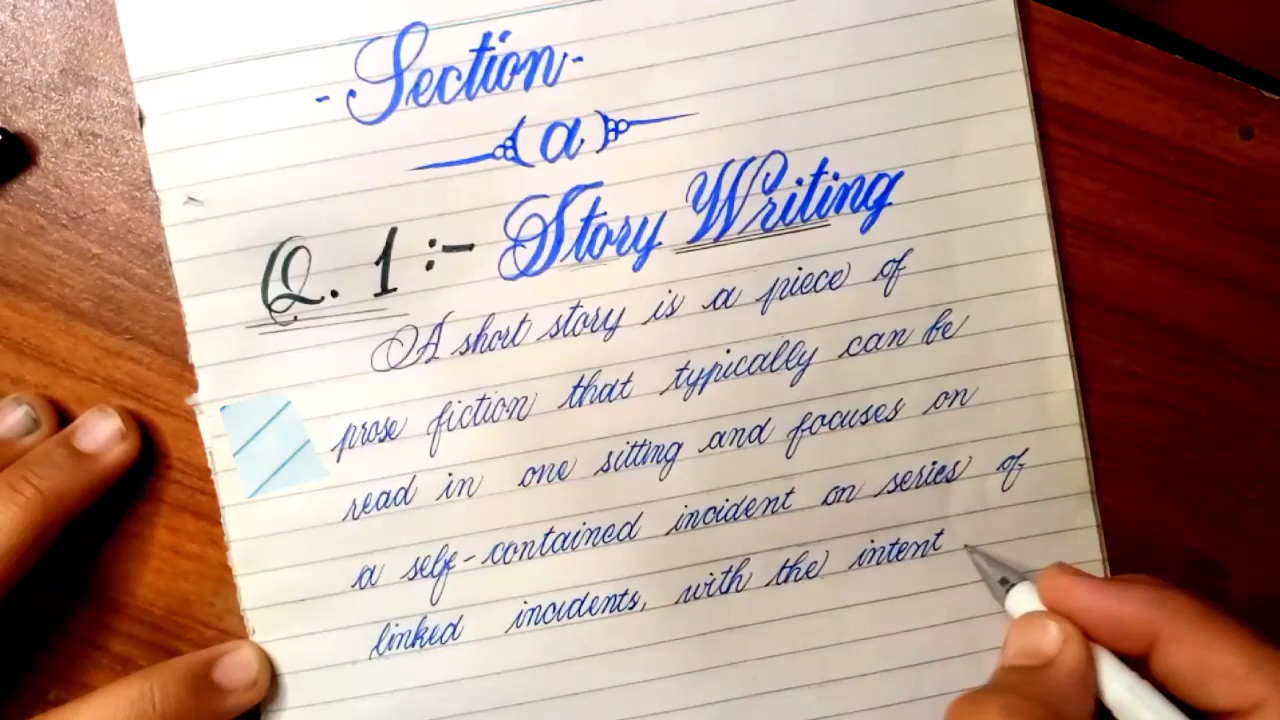 - Section -
(a)
Q. 1 :- Story Writing
A short story is a piece of
prose fiction that typically can be
read in one sitting and focuses on
a self-contained incident on series of
linked incidents, with the intent